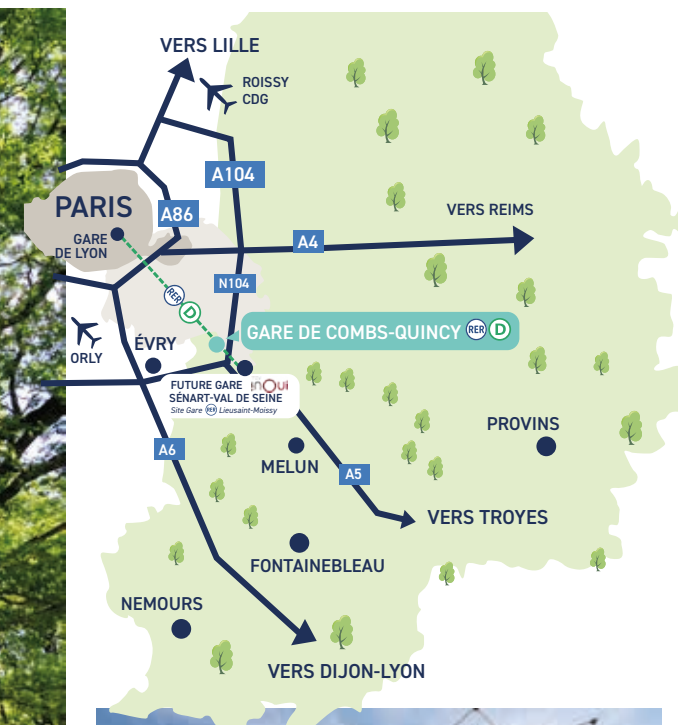 VERS LILLE
ROISSY
CDG
A104
PARIS
A86
VERS REIMS
GARE
DE LYON
A4
N104
RER
D
GARE DE COMBS-QUINCY RER D
ORLY
ÉVRY
FUTURE GARE inOui
SÉNART-VAL DE SEINE
Site Gare RER Lieusaint-Moissy
A6
PROVINS
MELUN
A5
VERS TROYES
FONTAINEBLEAU
NEMOURS
VERS DIJON-LYON